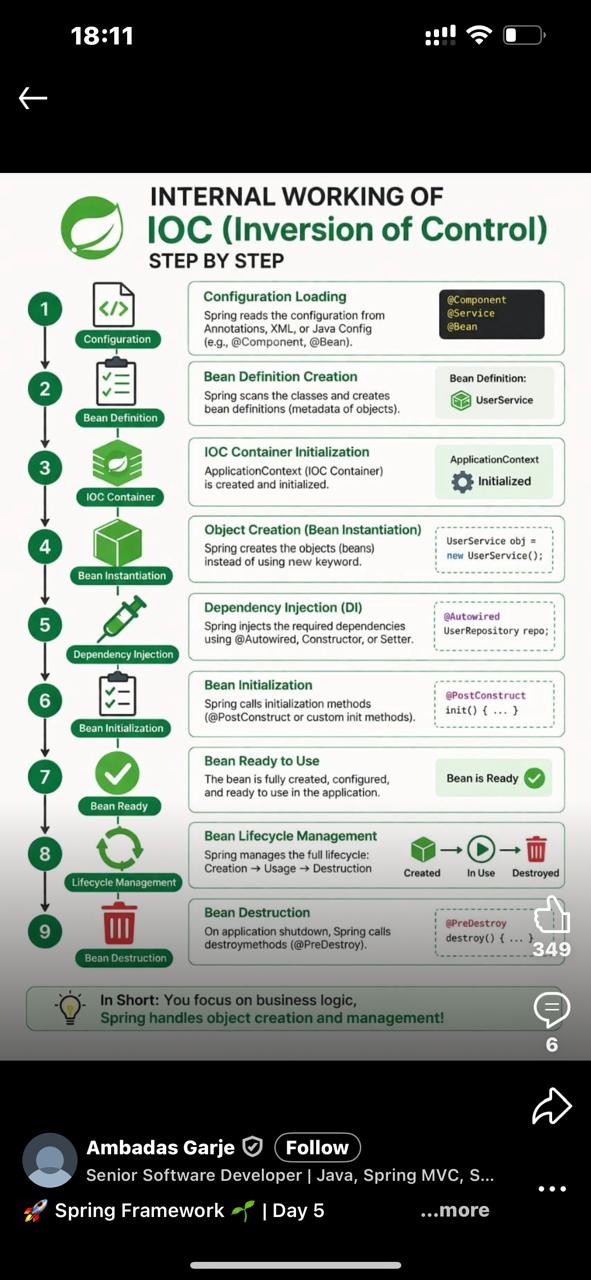 18:11
INTERNAL WORKING OF
IOC (Inversion of Control)
STEP BY STEP
1
</>
Configuration
Configuration Loading
Spring reads the configuration from
Annotations, XML, or Java Config
(e.g., @Component, @Bean).
@Component
@Service
@Bean
2
Bean Definition
Bean Definition Creation
Spring scans the classes and creates
bean definitions (metadata of objects).
Bean Definition:
UserService
3
IOC Container
IOC Container Initialization
ApplicationContext (IOC Container)
is created and initialized.
ApplicationContext
Initialized
4
Bean Instantiation
Object Creation (Bean Instantiation)
Spring creates the objects (beans)
instead of using new keyword.
UserService obj =
new UserService();
5
Dependency Injection
Dependency Injection (DI)
Spring injects the required dependencies
using @Autowired, Constructor, or Setter.
@Autowired
UserRepository repo;
6
Bean Initialization
Bean Initialization
Spring calls initialization methods
(@PostConstruct or custom init methods).
@PostConstruct
init() { ... }
7
Bean Ready
Bean Ready to Use
The bean is fully created, configured,
and ready to use in the application.
Bean is Ready
8
Lifecycle Management
Bean Lifecycle Management
Spring manages the full lifecycle:
Creation → Usage → Destruction
Created
In Use
Destroyed
9
Bean Destruction
Bean Destruction
On application shutdown, Spring calls
destroymethods (@PreDestroy).
@PreDestroy
destroy() { ... }
349
In Short: You focus on business logic,
Spring handles object creation and management!
6
Ambadas Garje
Follow
Senior Software Developer | Java, Spring MVC, S...
🚀 Spring Framework 🌱 | Day 5 ...more